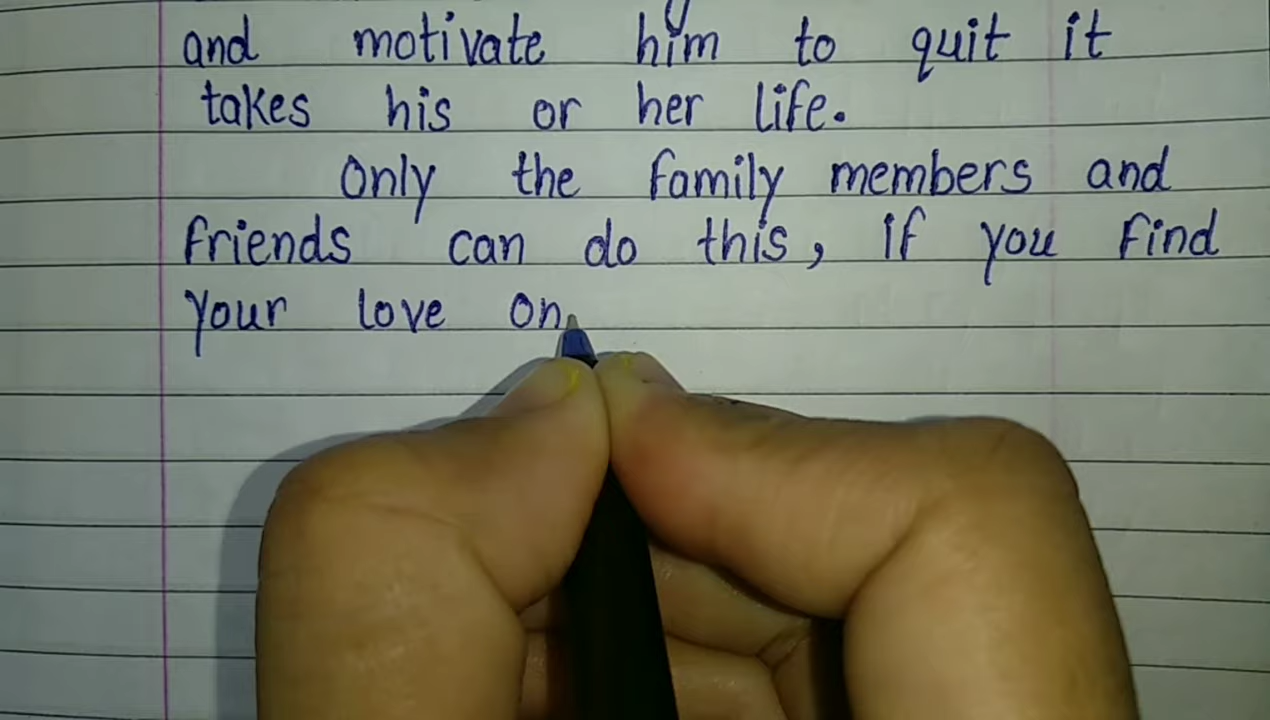 and motivate him to quit it
takes his or her life.
Only the family members and
friends can do this, if you find
your love on